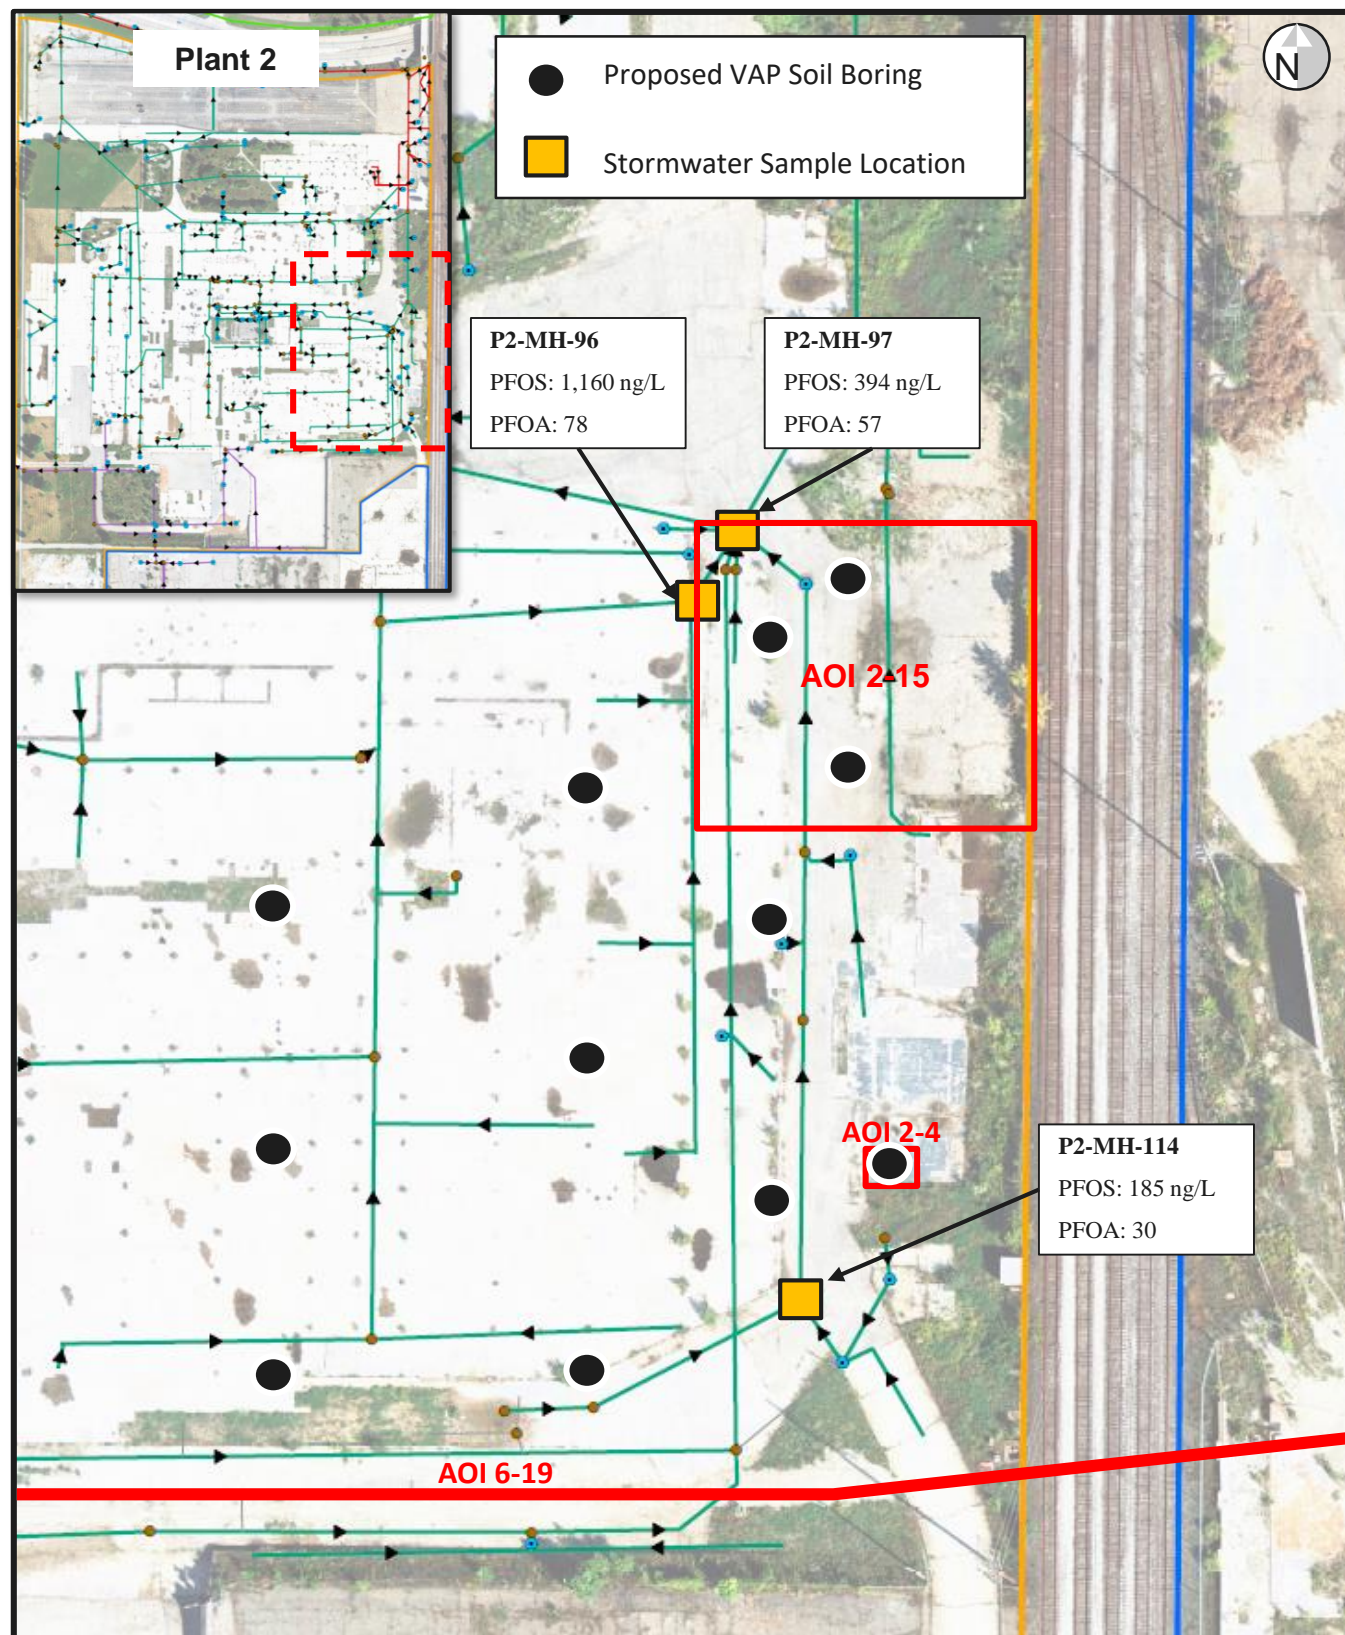 Plant 2
Proposed VAP Soil Boring
Stormwater Sample Location
N
P2-MH-96
PFOS: 1,160 ng/L
PFOA: 78
P2-MH-97
PFOS: 394 ng/L
PFOA: 57
AOI 2-15
AOI 2-4
P2-MH-114
PFOS: 185 ng/L
PFOA: 30
AOI 6-19